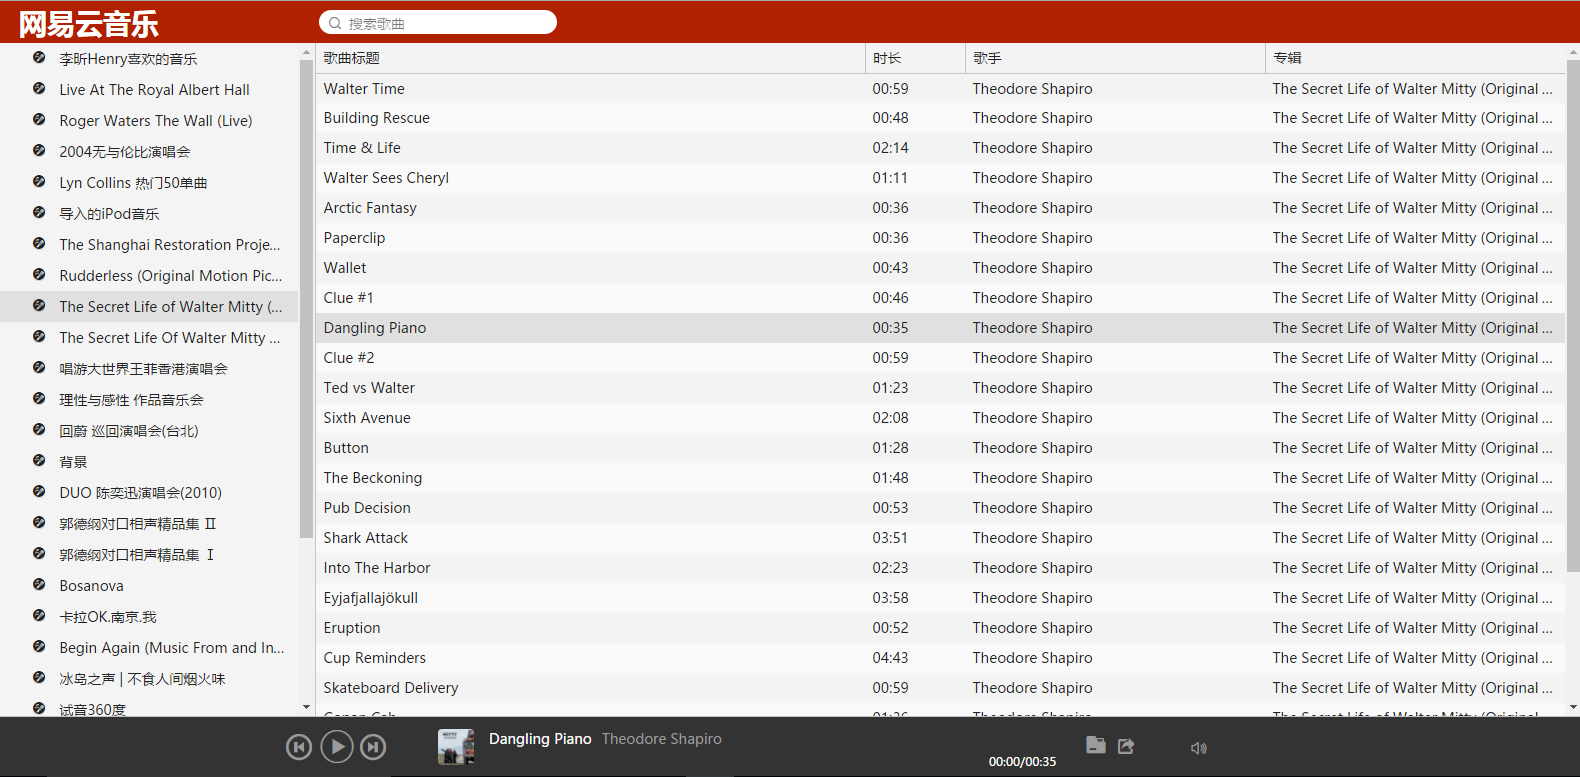 网易云音乐
搜索歌曲
李昕Henry喜欢的音乐
Live At The Royal Albert Hall
Roger Waters The Wall (Live)
2004无与伦比演唱会
Lyn Collins 热门50单曲
导入的iPod音乐
The Shanghai Restoration Proje...
Rudderless (Original Motion Pic...
The Secret Life of Walter Mitty (...
The Secret Life Of Walter Mitty ...
唱游大世界王菲香港演唱会
理性与感性 作品音乐会
回蔚 巡回演唱会(台北)
背景
DUO 陈奕迅演唱会(2010)
郭德纲对口相声精品集 Ⅱ
郭德纲对口相声精品集 Ⅰ
Bosanova
卡拉OK.南京.我
Begin Again (Music From and In...
冰岛之声 | 不食人间烟火味
试音360度
歌曲标题 时长 歌手 专辑
Walter Time 00:59 Theodore Shapiro The Secret Life of Walter Mitty (Original ...
Building Rescue 00:48 Theodore Shapiro The Secret Life of Walter Mitty (Original ...
Time & Life 02:14 Theodore Shapiro The Secret Life of Walter Mitty (Original ...
Walter Sees Cheryl 01:11 Theodore Shapiro The Secret Life of Walter Mitty (Original ...
Arctic Fantasy 00:36 Theodore Shapiro The Secret Life of Walter Mitty (Original ...
Paperclip 00:36 Theodore Shapiro The Secret Life of Walter Mitty (Original ...
Wallet 00:43 Theodore Shapiro The Secret Life of Walter Mitty (Original ...
Clue #1 00:46 Theodore Shapiro The Secret Life of Walter Mitty (Original ...
Dangling Piano 00:35 Theodore Shapiro The Secret Life of Walter Mitty (Original ...
Clue #2 00:59 Theodore Shapiro The Secret Life of Walter Mitty (Original ...
Ted vs Walter 01:23 Theodore Shapiro The Secret Life of Walter Mitty (Original ...
Sixth Avenue 02:08 Theodore Shapiro The Secret Life of Walter Mitty (Original ...
Button 01:28 Theodore Shapiro The Secret Life of Walter Mitty (Original ...
The Beckoning 01:48 Theodore Shapiro The Secret Life of Walter Mitty (Original ...
Pub Decision 00:53 Theodore Shapiro The Secret Life of Walter Mitty (Original ...
Shark Attack 03:51 Theodore Shapiro The Secret Life of Walter Mitty (Original ...
Into The Harbor 02:23 Theodore Shapiro The Secret Life of Walter Mitty (Original ...
Eyjafjallajökull 03:58 Theodore Shapiro The Secret Life of Walter Mitty (Original ...
Eruption 00:52 Theodore Shapiro The Secret Life of Walter Mitty (Original ...
Cup Reminders 04:43 Theodore Shapiro The Secret Life of Walter Mitty (Original ...
Skateboard Delivery 00:59 Theodore Shapiro The Secret Life of Walter Mitty (Original ...
Theodore Shapiro The Secret Life of Walter Mitty (Original ...
Dangling Piano Theodore Shapiro
00:00/00:35